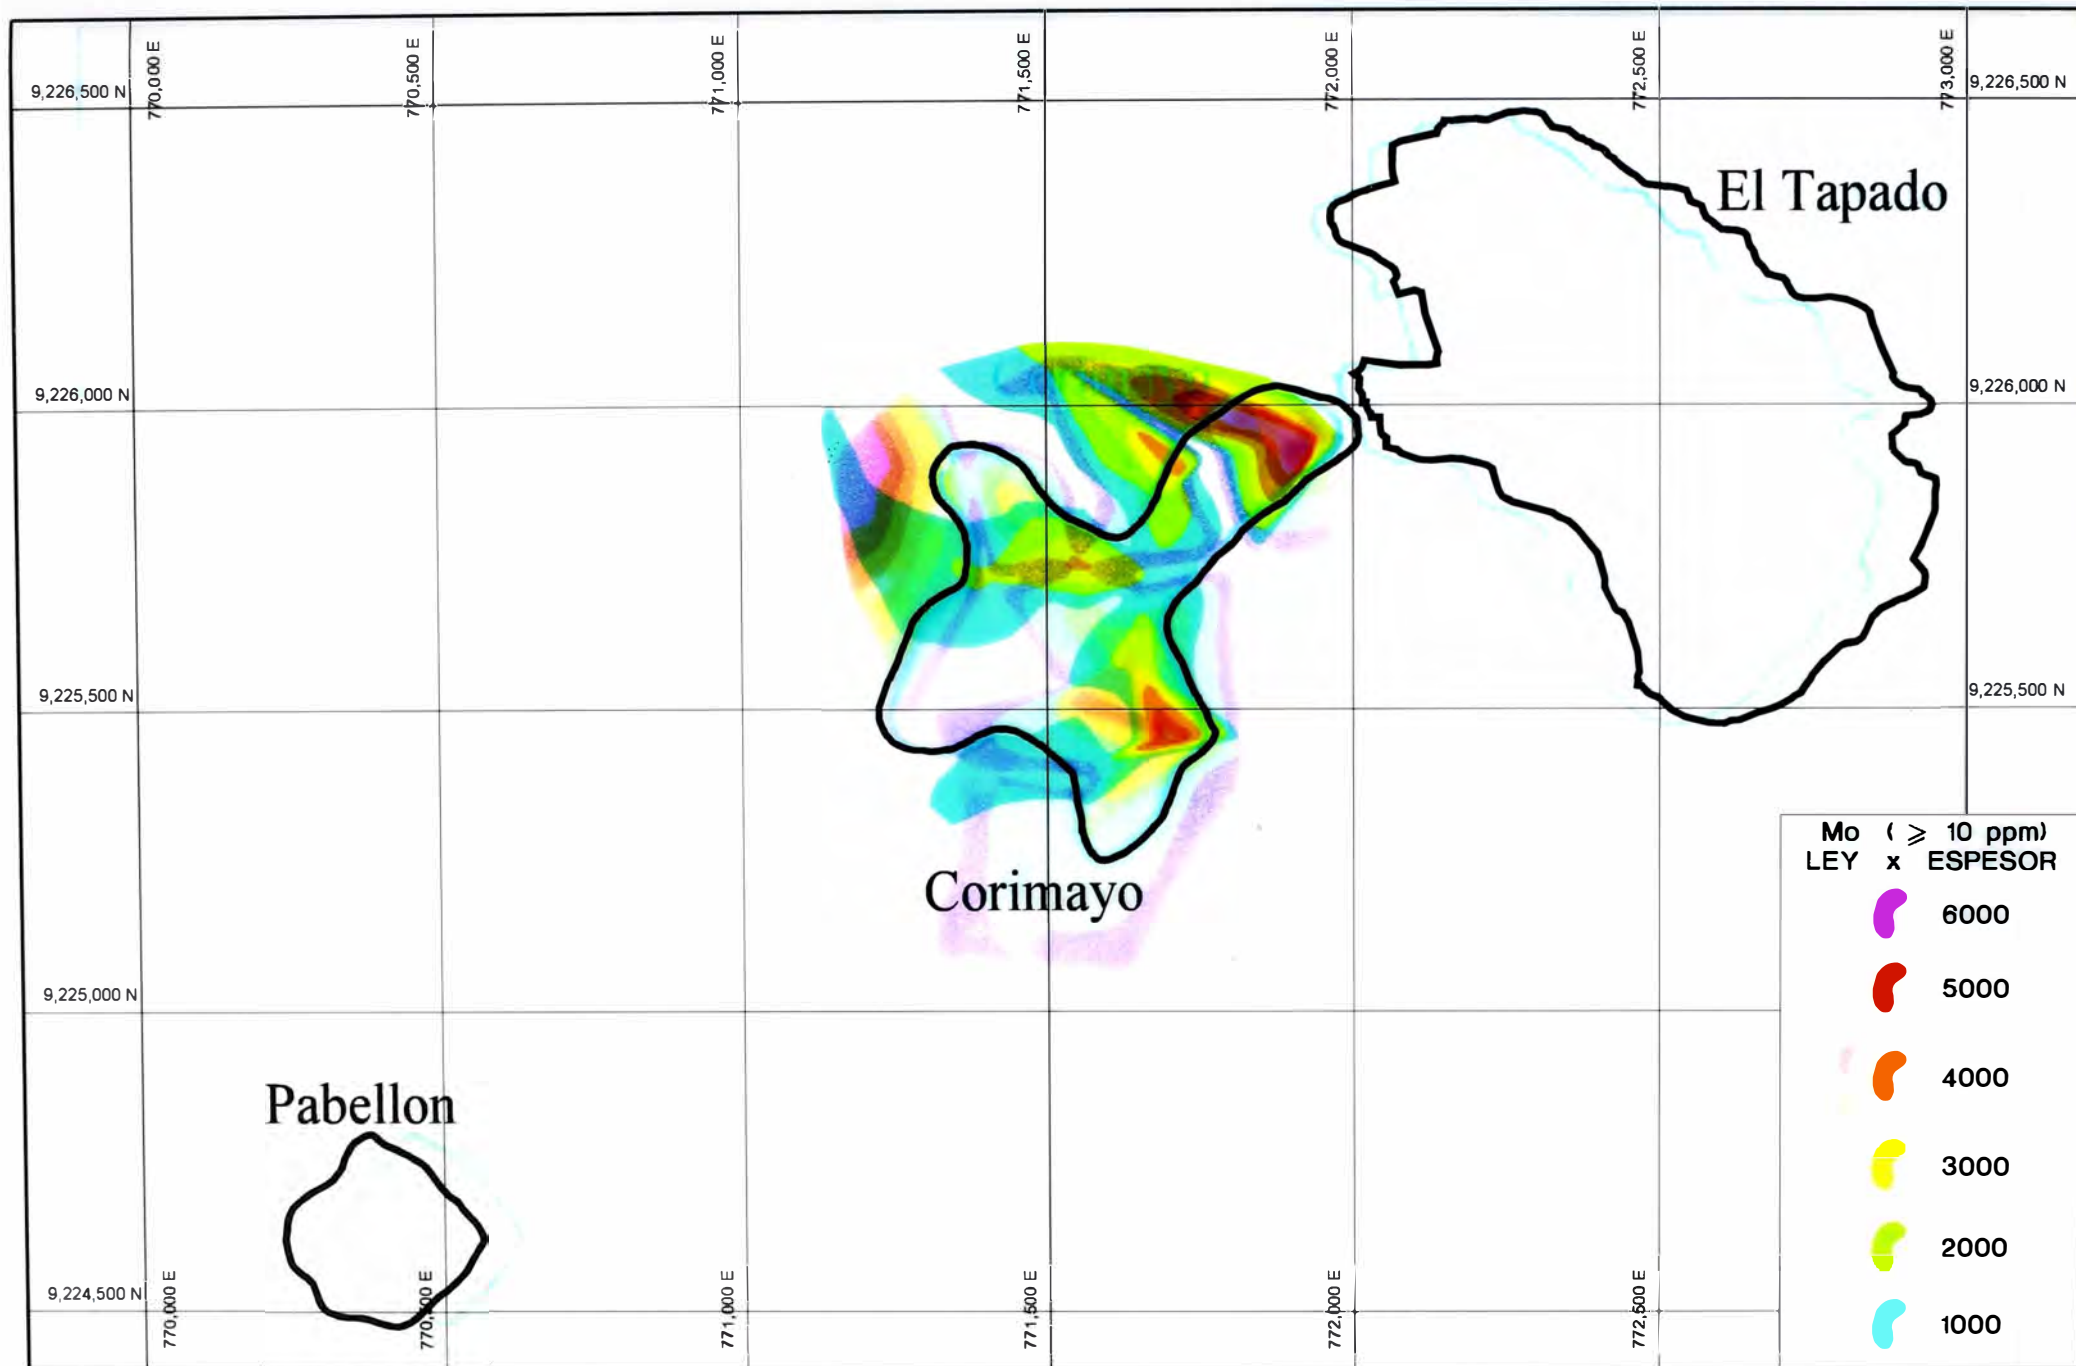 770,000 E
770,500 E
771,000 E
771,500 E
772,000 E
772,500 E
773,000 E
9,226,500 N
9,226,500 N
El Tapado
9,226,000 N
9,226,000 N
9,225,500 N
9,225,500 N
Corimayo
9,225,000 N
Pabellon
9,224,500 N
770,000 E
770,500 E
771,000 E
771,500 E
772,000 E
772,500 E
Mo ( ⩾ 10 ppm)
LEY x ESPESOR
6000
5000
4000
3000
2000
1000